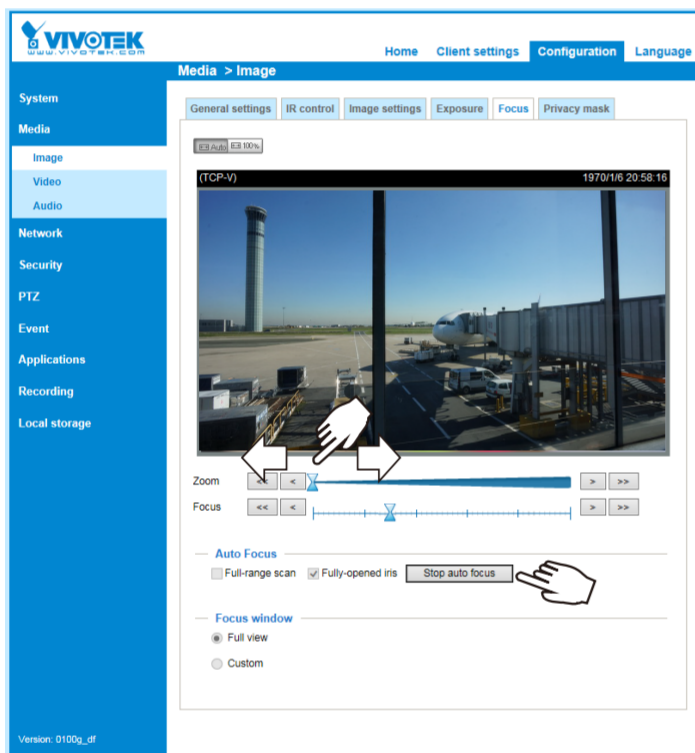 VIVOTEK
www.vivotek.com
Home Client settings Configuration Language
Media > Image
System
Media
Image
Video
Audio
Network
Security
PTZ
Event
Applications
Recording
Local storage
Version: 0100g_df
General settings IR control Image settings Exposure Focus Privacy mask
Auto 100%
(TCP-V) 1970/1/6 20:58:16
Zoom << < > >>
Focus << < > >>
Auto Focus
Full-range scan Fully-opened iris Stop auto focus
Focus window
Full view
Custom